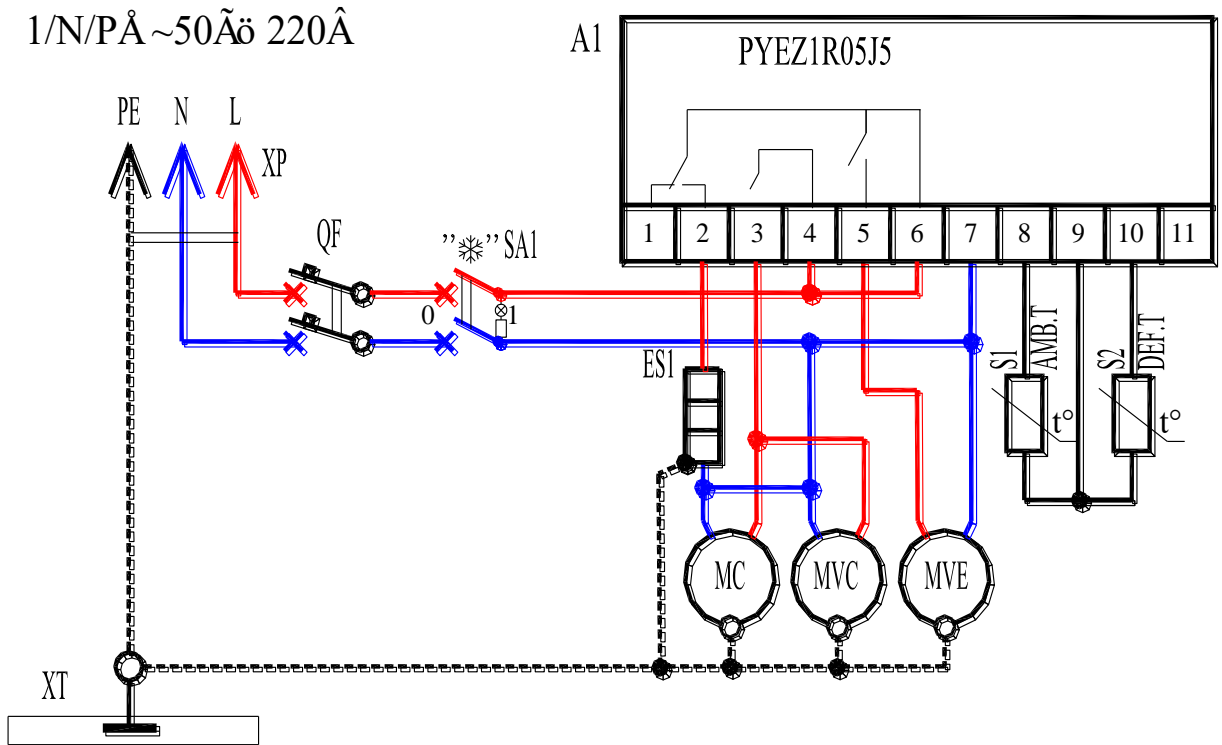 1/N/PÅ ~50Ãö 220Â
A1
PYEZ1R05J5
PE N L
XP
QF
”❄” SA1
0 1
1 2 3 4 5 6 7 8 9 10 11
ES1
S1 AMB.T
S2 DEF.T
t° t°
MC MVC MVE
XT